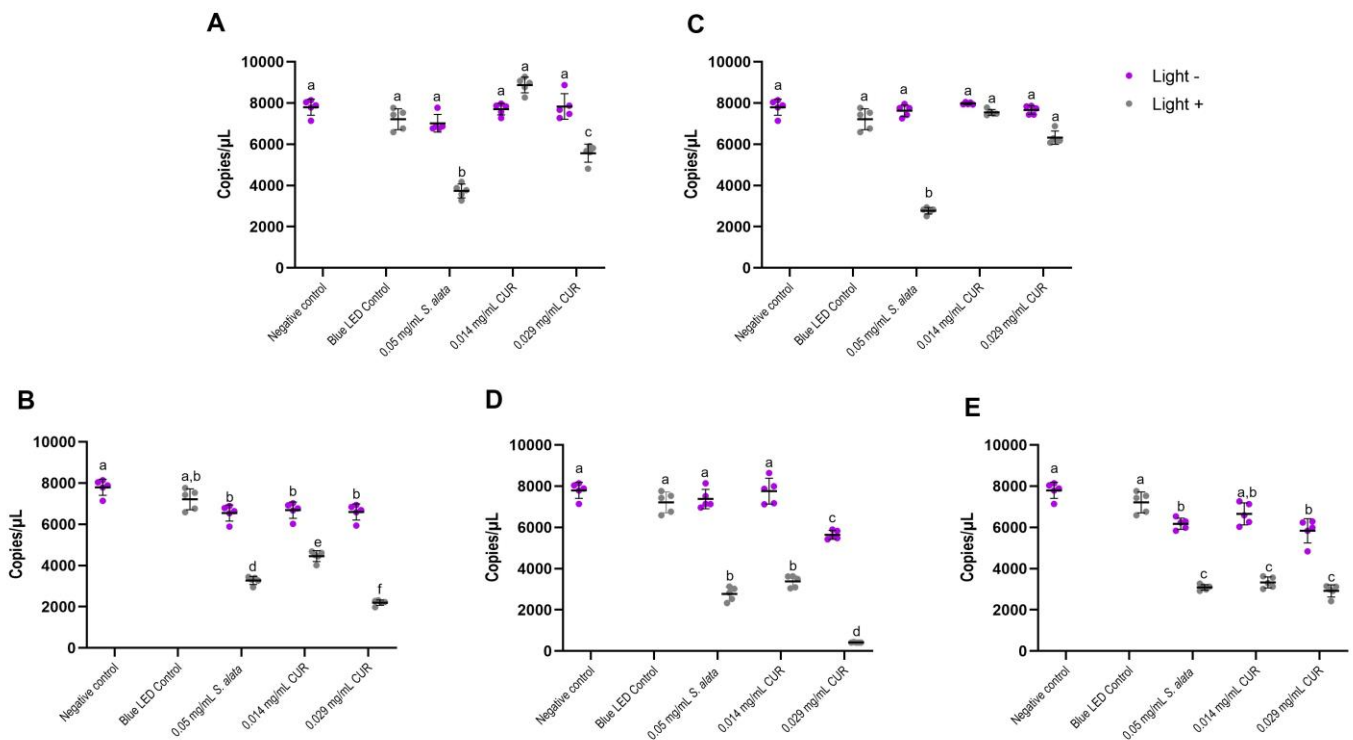 A
Copies/µL
10000
8000
6000
4000
2000
0
a
a
a
b
a
a
a
c
Negative control
Blue LED Control
0.05 mg/mL S. alata
0.014 mg/mL CUR
0.029 mg/mL CUR
C
Copies/µL
10000
8000
6000
4000
2000
0
a
a
a
b
a
a
a
a
Negative control
Blue LED Control
0.05 mg/mL S. alata
0.014 mg/mL CUR
0.029 mg/mL CUR
Light -
Light +
B
Copies/µL
10000
8000
6000
4000
2000
0
a
a,b
b
d
b
e
b
f
Negative control
Blue LED Control
0.05 mg/mL S. alata
0.014 mg/mL CUR
0.029 mg/mL CUR
D
Copies/µL
10000
8000
6000
4000
2000
0
a
a
a
b
a
b
c
d
Negative control
Blue LED Control
0.05 mg/mL S. alata
0.014 mg/mL CUR
0.029 mg/mL CUR
E
Copies/µL
10000
8000
6000
4000
2000
0
a
a
b
c
a,b
c
b
c
Negative control
Blue LED Control
0.05 mg/mL S. alata
0.014 mg/mL CUR
0.029 mg/mL CUR